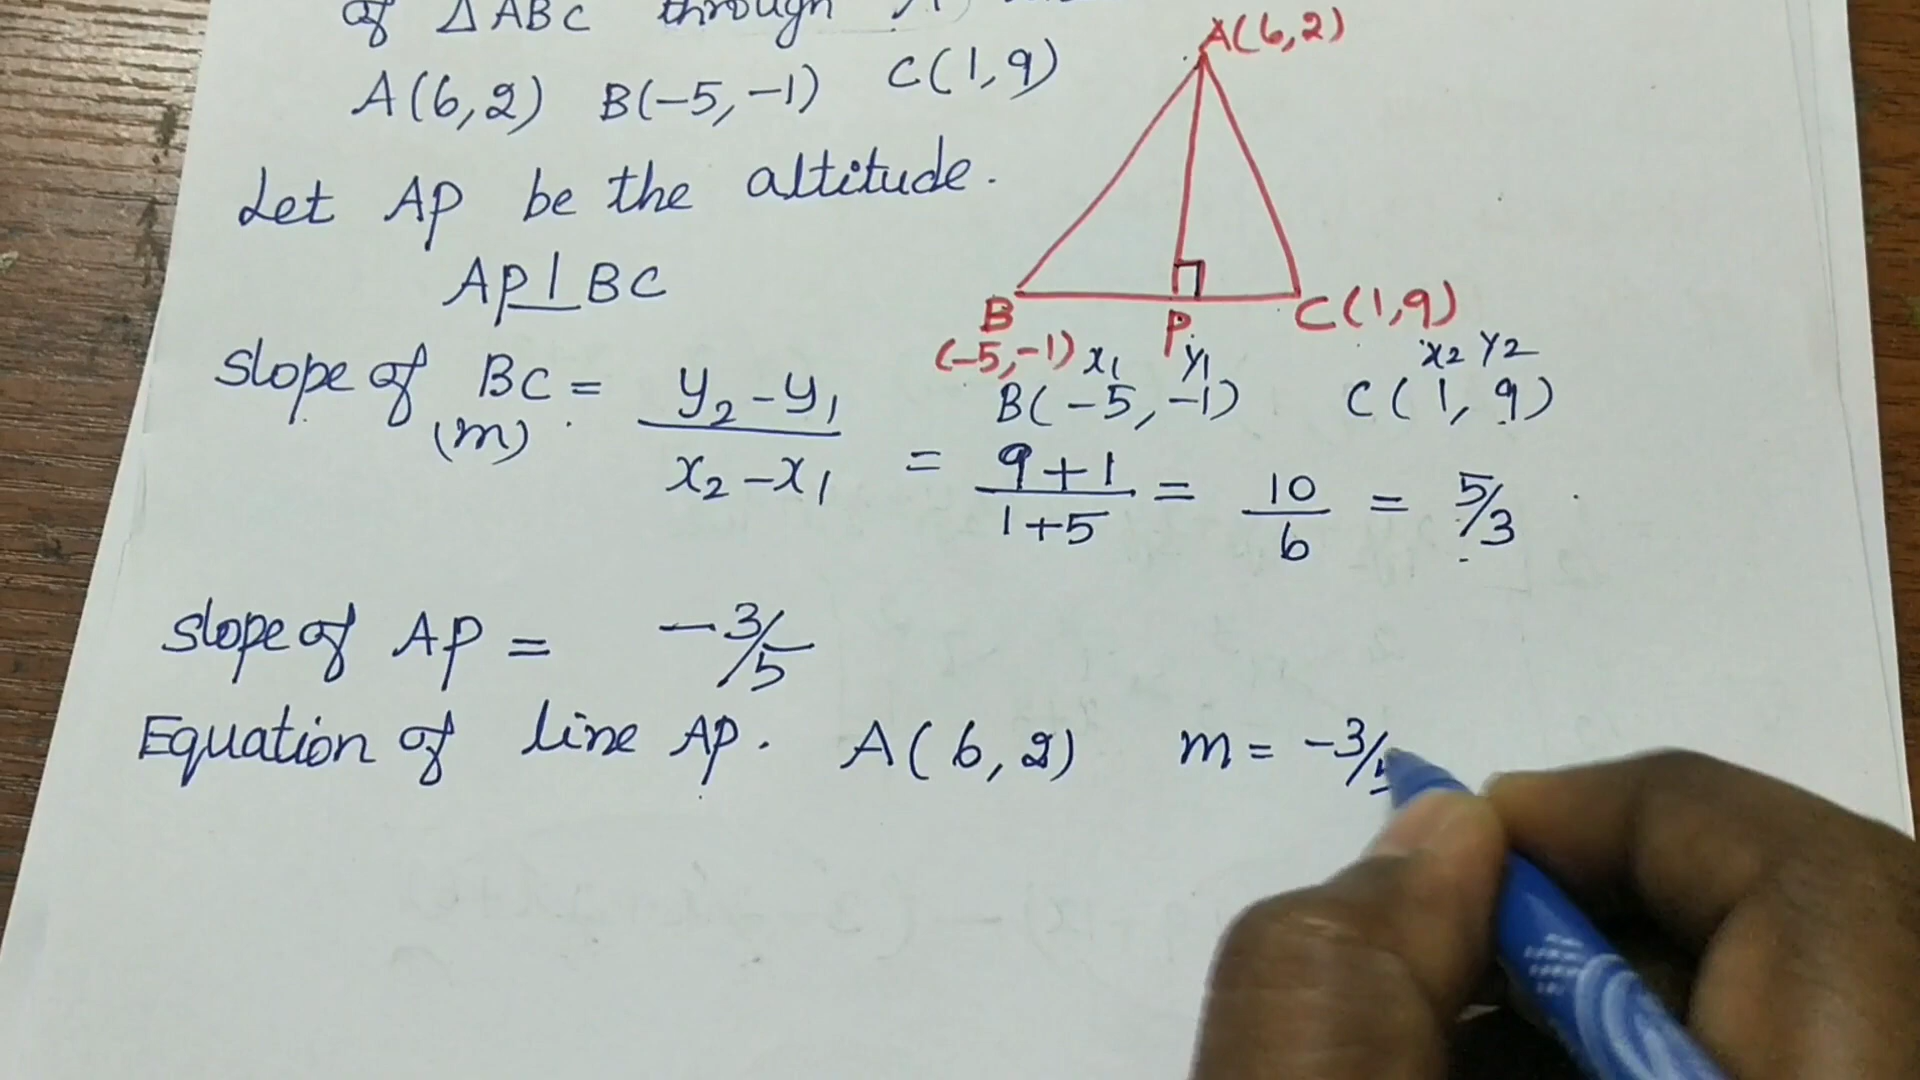 of △ABC through A
A(6,2) B(-5,-1) C(1,9)
A(6,2)
Let AP be the altitude.
AP⊥BC
B P C(1,9)
(-5,-1)
x1 y1 x2 y2
B(-5,-1) C(1,9)
Slope of BC = y2-y1/x2-x1 = 9+1/1+5 = 10/6 = 5/3
(m)
Slope of AP = -3/5
Equation of line AP. A(6,2) m = -3/5